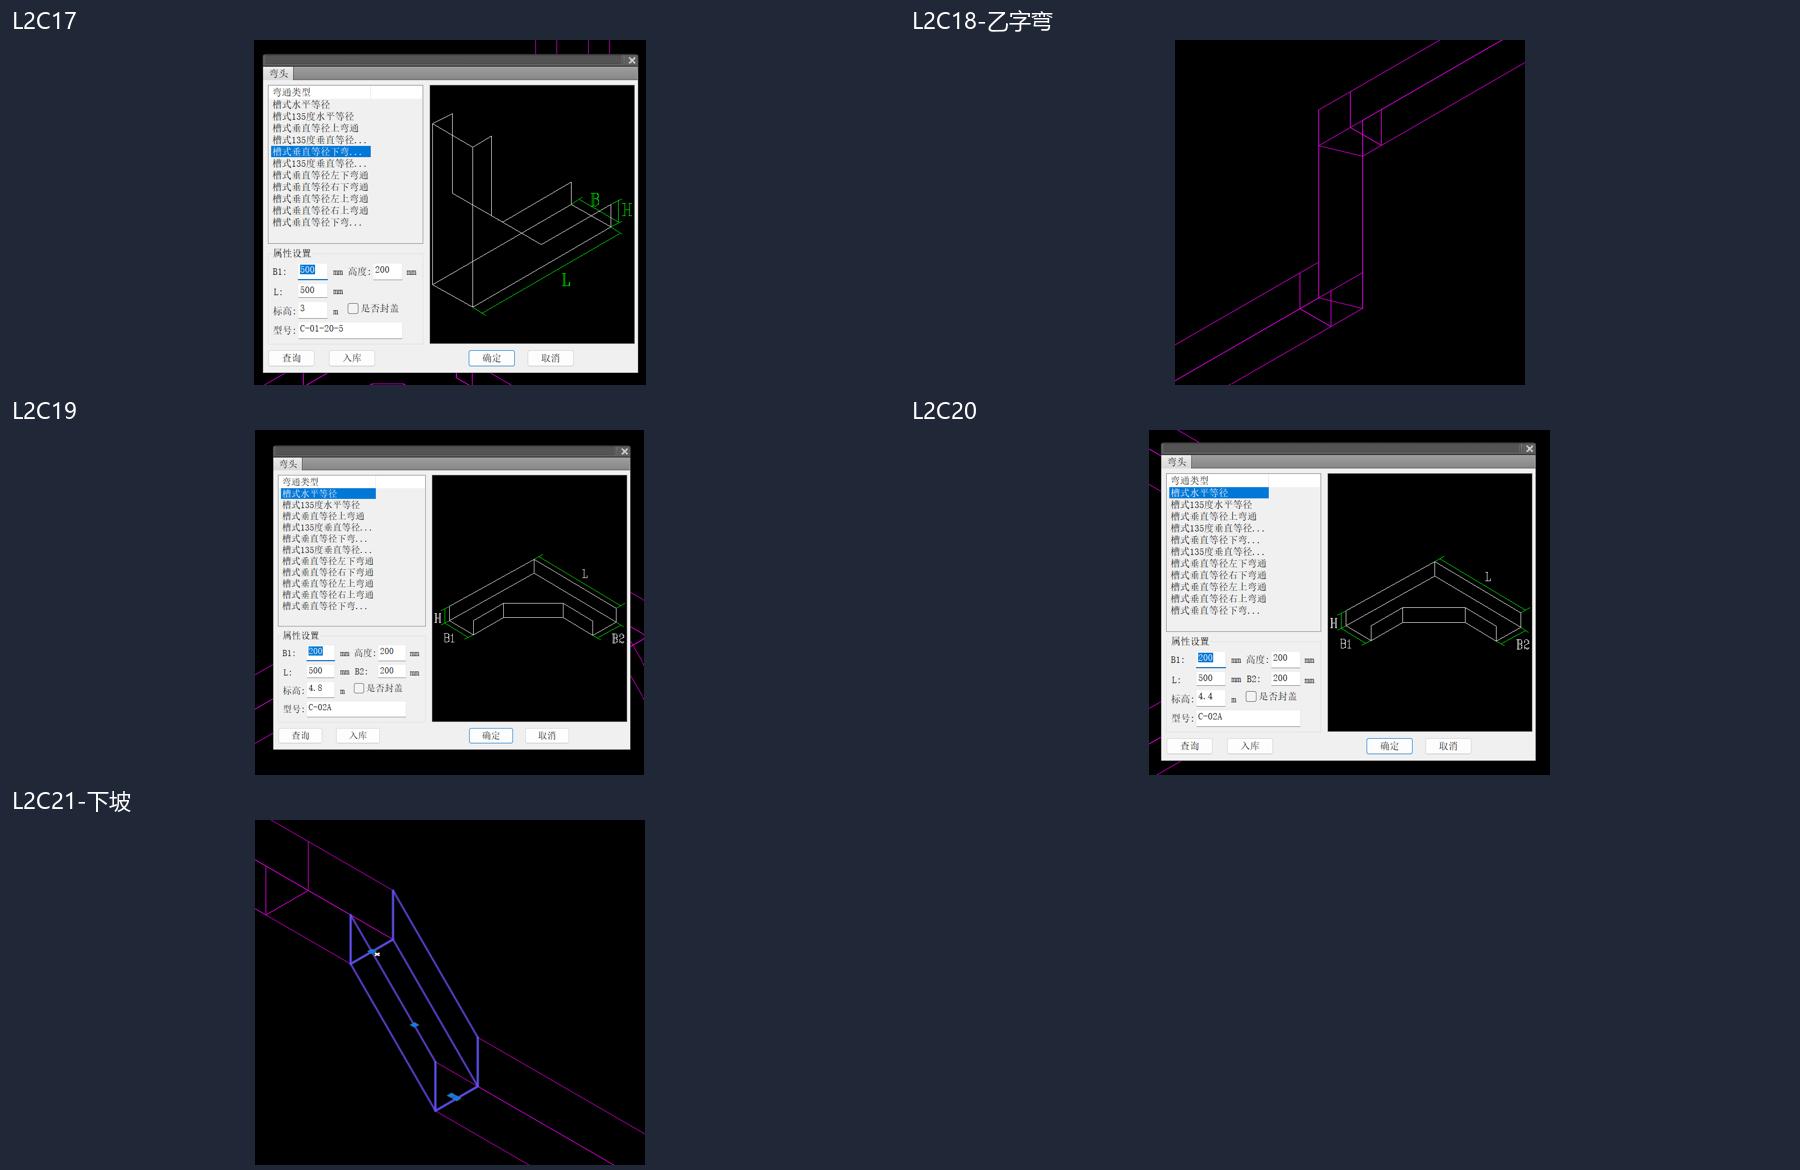 L2C17
弯头
弯通类型
槽式水平等径
槽式135度水平等径
槽式垂直等径上弯通
槽式135度垂直等径...
槽式垂直等径下弯...
槽式135度垂直等径...
槽式垂直等径左下弯通
槽式垂直等径右下弯通
槽式垂直等径左上弯通
槽式垂直等径右上弯通
槽式垂直等径下弯...
属性设置
B1: 500 mm 高度: 200 mm
L: 500 mm
标高: 3 m 是否封盖
型号: C-01-20-5
查询 入库 确定 取消
B
H
L
L2C18-乙字弯
L2C19
弯头
弯通类型
槽式水平等径
槽式135度水平等径
槽式垂直等径上弯通
槽式135度垂直等径...
槽式垂直等径下弯...
槽式135度垂直等径...
槽式垂直等径左下弯通
槽式垂直等径右下弯通
槽式垂直等径左上弯通
槽式垂直等径右上弯通
槽式垂直等径下弯...
属性设置
B1: 200 mm 高度: 200 mm
L: 500 mm B2: 200 mm
标高: 4.8 m 是否封盖
型号: C-02A
查询 入库 确定 取消
L
H
B1
B2
L2C20
弯头
弯通类型
槽式水平等径
槽式135度水平等径
槽式垂直等径上弯通
槽式135度垂直等径...
槽式垂直等径下弯...
槽式135度垂直等径...
槽式垂直等径左下弯通
槽式垂直等径右下弯通
槽式垂直等径左上弯通
槽式垂直等径右上弯通
槽式垂直等径下弯...
属性设置
B1: 200 mm 高度: 200 mm
L: 500 mm B2: 200 mm
标高: 4.4 m 是否封盖
型号: C-02A
查询 入库 确定 取消
L
H
B1
B2
L2C21-下坡